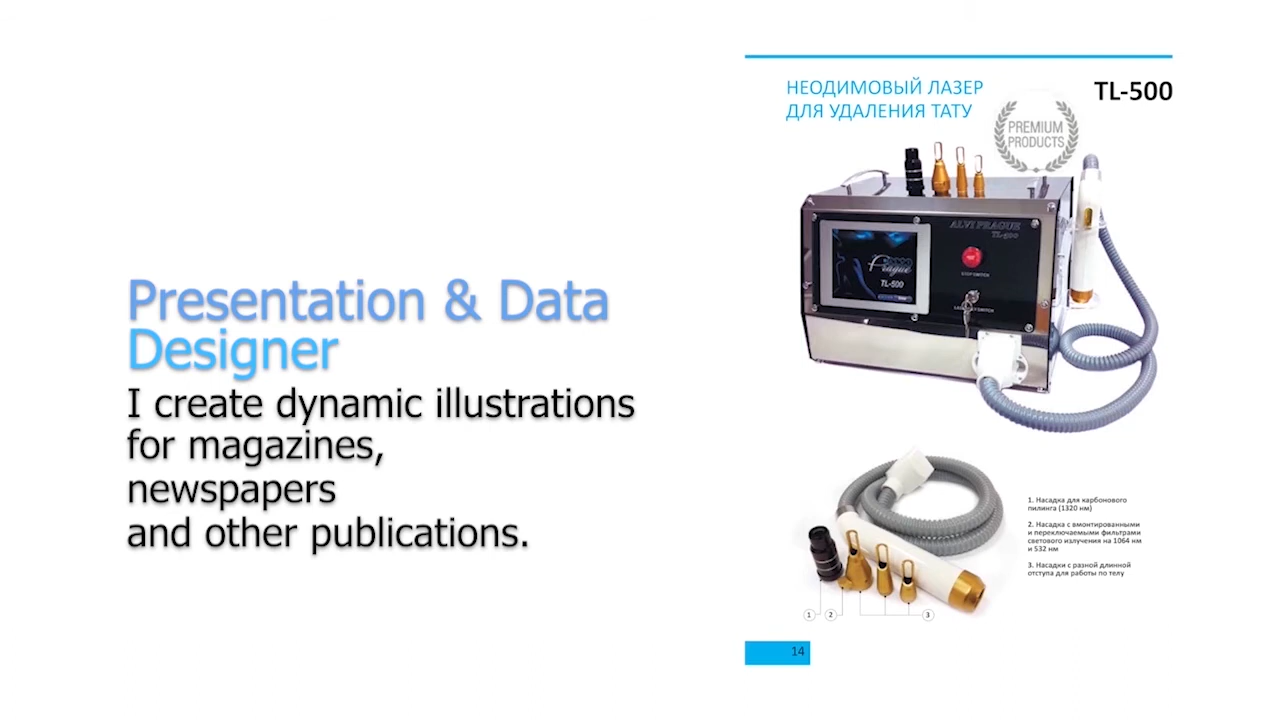 Presentation & Data
Designer
I create dynamic illustrations
for magazines,
newspapers
and other publications.
НЕОДИМОВЫЙ ЛАЗЕР
ДЛЯ УДАЛЕНИЯ ТАТУ
TL-500
PREMIUM
PRODUCTS
ALVI PRAGUE
TL-500
Prague
TL-500
STOP SWITCH
1. Насадка для карбонового
пилинга (1320 нм)
2. Насадка с вмонтированными
и переключаемыми фильтрами
светового излучения на 1064 нм
и 532 нм
3. Насадки с разной длинной
отступа для работы по телу
1
2
3
14